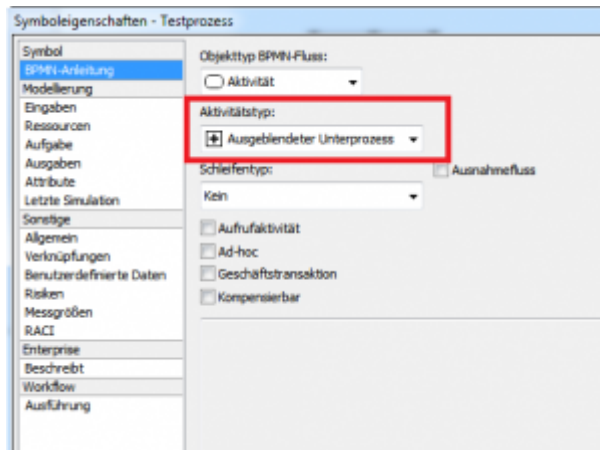 Symboleigenschaften - Testprozess
Symbol
BPMN-Anleitung
Modellierung
Eingaben
Ressourcen
Aufgabe
Ausgaben
Attribute
Letzte Simulation
Sonstige
Allgemein
Verknüpfungen
Benutzerdefinierte Daten
Risiken
Messgrößen
RACI
Enterprise
Beschreibt
Workflow
Ausführung
Objekttyp BPMN-Fluss:
Aktivität
Aktivitätstyp:
Ausgeblendeter Unterprozess
Schleifentyp:
Ausnahmefluss
Kein
Aufrufaktivität
Ad-hoc
Geschäftstransaktion
Kompensierbar